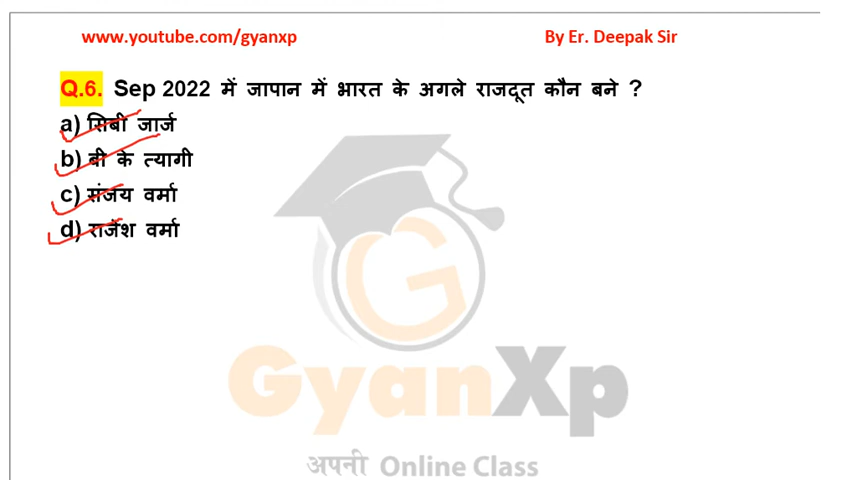 www.youtube.com/gyanxp By Er. Deepak Sir
Q.6. Sep 2022 में जापान में भारत के अगले राजदूत कौन बने ?
a) सिबी जार्ज
b) बी के त्यागी
c) संजय वर्मा
d) राजेश वर्मा
G
GyanXp
अपनी Online Class